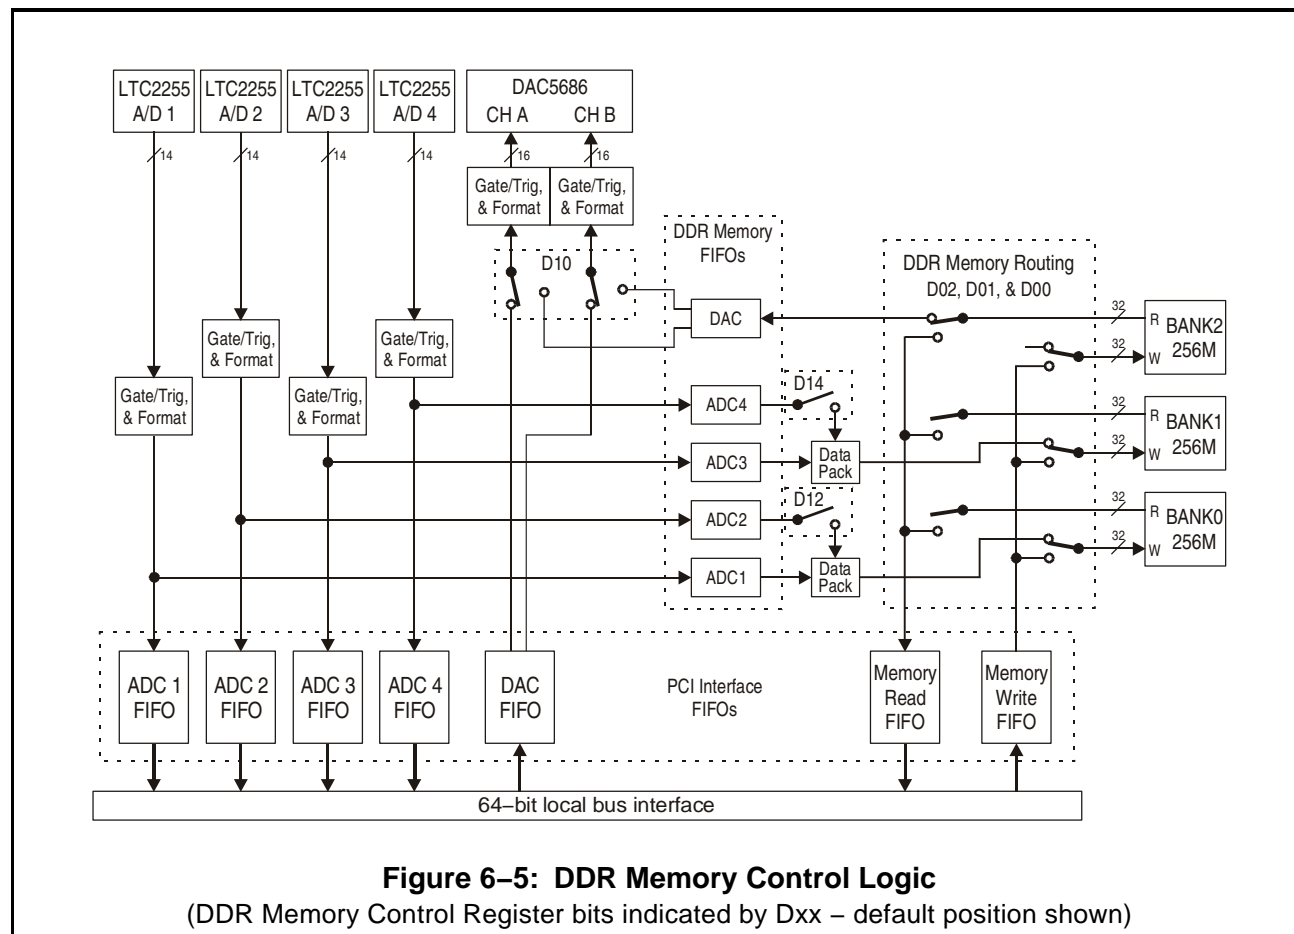 LTC2255
A/D 1
LTC2255
A/D 2
LTC2255
A/D 3
LTC2255
A/D 4
DAC5686
CH A CH B
14
14
14
14
16
16
Gate/Trig,
& Format
Gate/Trig,
& Format
DDR Memory
FIFOs
D10
DDR Memory Routing
D02, D01, & D00
DAC
32
R
BANK2
256M
32
W
Gate/Trig,
& Format
Gate/Trig,
& Format
Gate/Trig,
& Format
Gate/Trig,
& Format
D14
ADC4
32
R
BANK1
256M
32
W
ADC3
Data
Pack
D12
ADC2
32
R
BANK0
256M
32
W
ADC1
Data
Pack
ADC 1
FIFO
ADC 2
FIFO
ADC 3
FIFO
ADC 4
FIFO
DAC
FIFO
PCI Interface
FIFOs
Memory
Read
FIFO
Memory
Write
FIFO
64–bit local bus interface
Figure 6–5: DDR Memory Control Logic
(DDR Memory Control Register bits indicated by Dxx – default position shown)